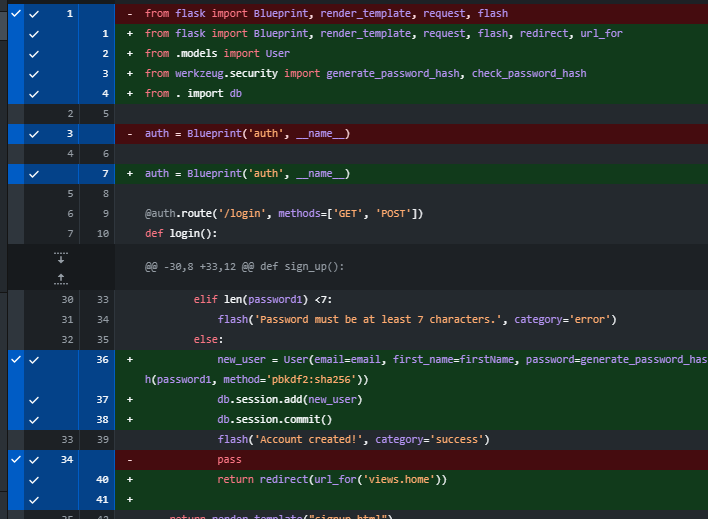 1 - from flask import Blueprint, render_template, request, flash
1 + from flask import Blueprint, render_template, request, flash, redirect, url_for
2 + from .models import User
3 + from werkzeug.security import generate_password_hash, check_password_hash
4 + from . import db
2 5
3 - auth = Blueprint('auth', __name__)
4 6
7 + auth = Blueprint('auth', __name__)
5 8
6 9 @auth.route('/login', methods=['GET', 'POST'])
7 10 def login():
@@ -30,8 +33,12 @@ def sign_up():
30 33 elif len(password1) <7:
31 34 flash('Password must be at least 7 characters.', category='error')
32 35 else:
36 + new_user = User(email=email, first_name=firstName, password=generate_password_has
h(password1, method='pbkdf2:sha256'))
37 + db.session.add(new_user)
38 + db.session.commit()
33 39 flash('Account created!', category='success')
34 - pass
40 + return redirect(url_for('views.home'))
41 +
35 42 return render_template("signup.html")